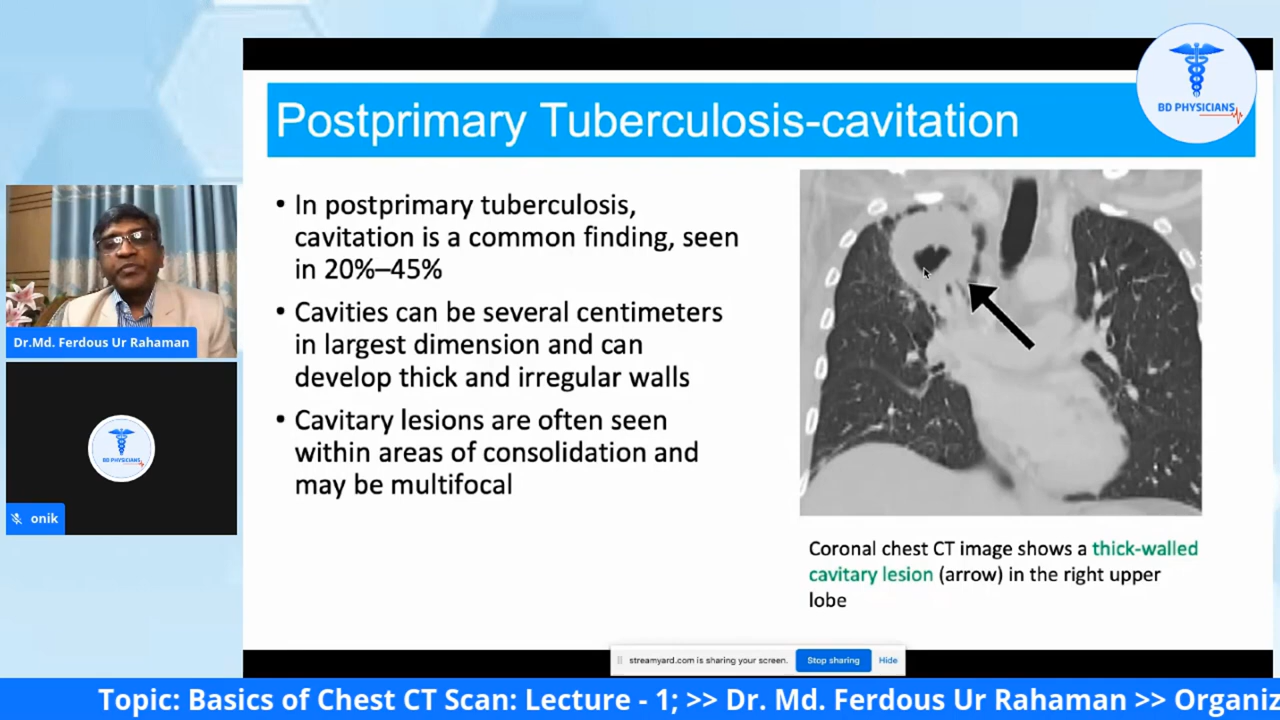 BD PHYSICIANS
Postprimary Tuberculosis-cavitation
• In postprimary tuberculosis,
cavitation is a common finding, seen
in 20%–45%
• Cavities can be several centimeters
in largest dimension and can
develop thick and irregular walls
• Cavitary lesions are often seen
within areas of consolidation and
may be multifocal
Coronal chest CT image shows a thick-walled
cavitary lesion (arrow) in the right upper
lobe
Dr.Md. Ferdous Ur Rahaman
BD PHYSICIANS
onik
streamyard.com is sharing your screen. Stop sharing Hide
Topic: Basics of Chest CT Scan: Lecture - 1; >> Dr. Md. Ferdous Ur Rahaman >> Organiz